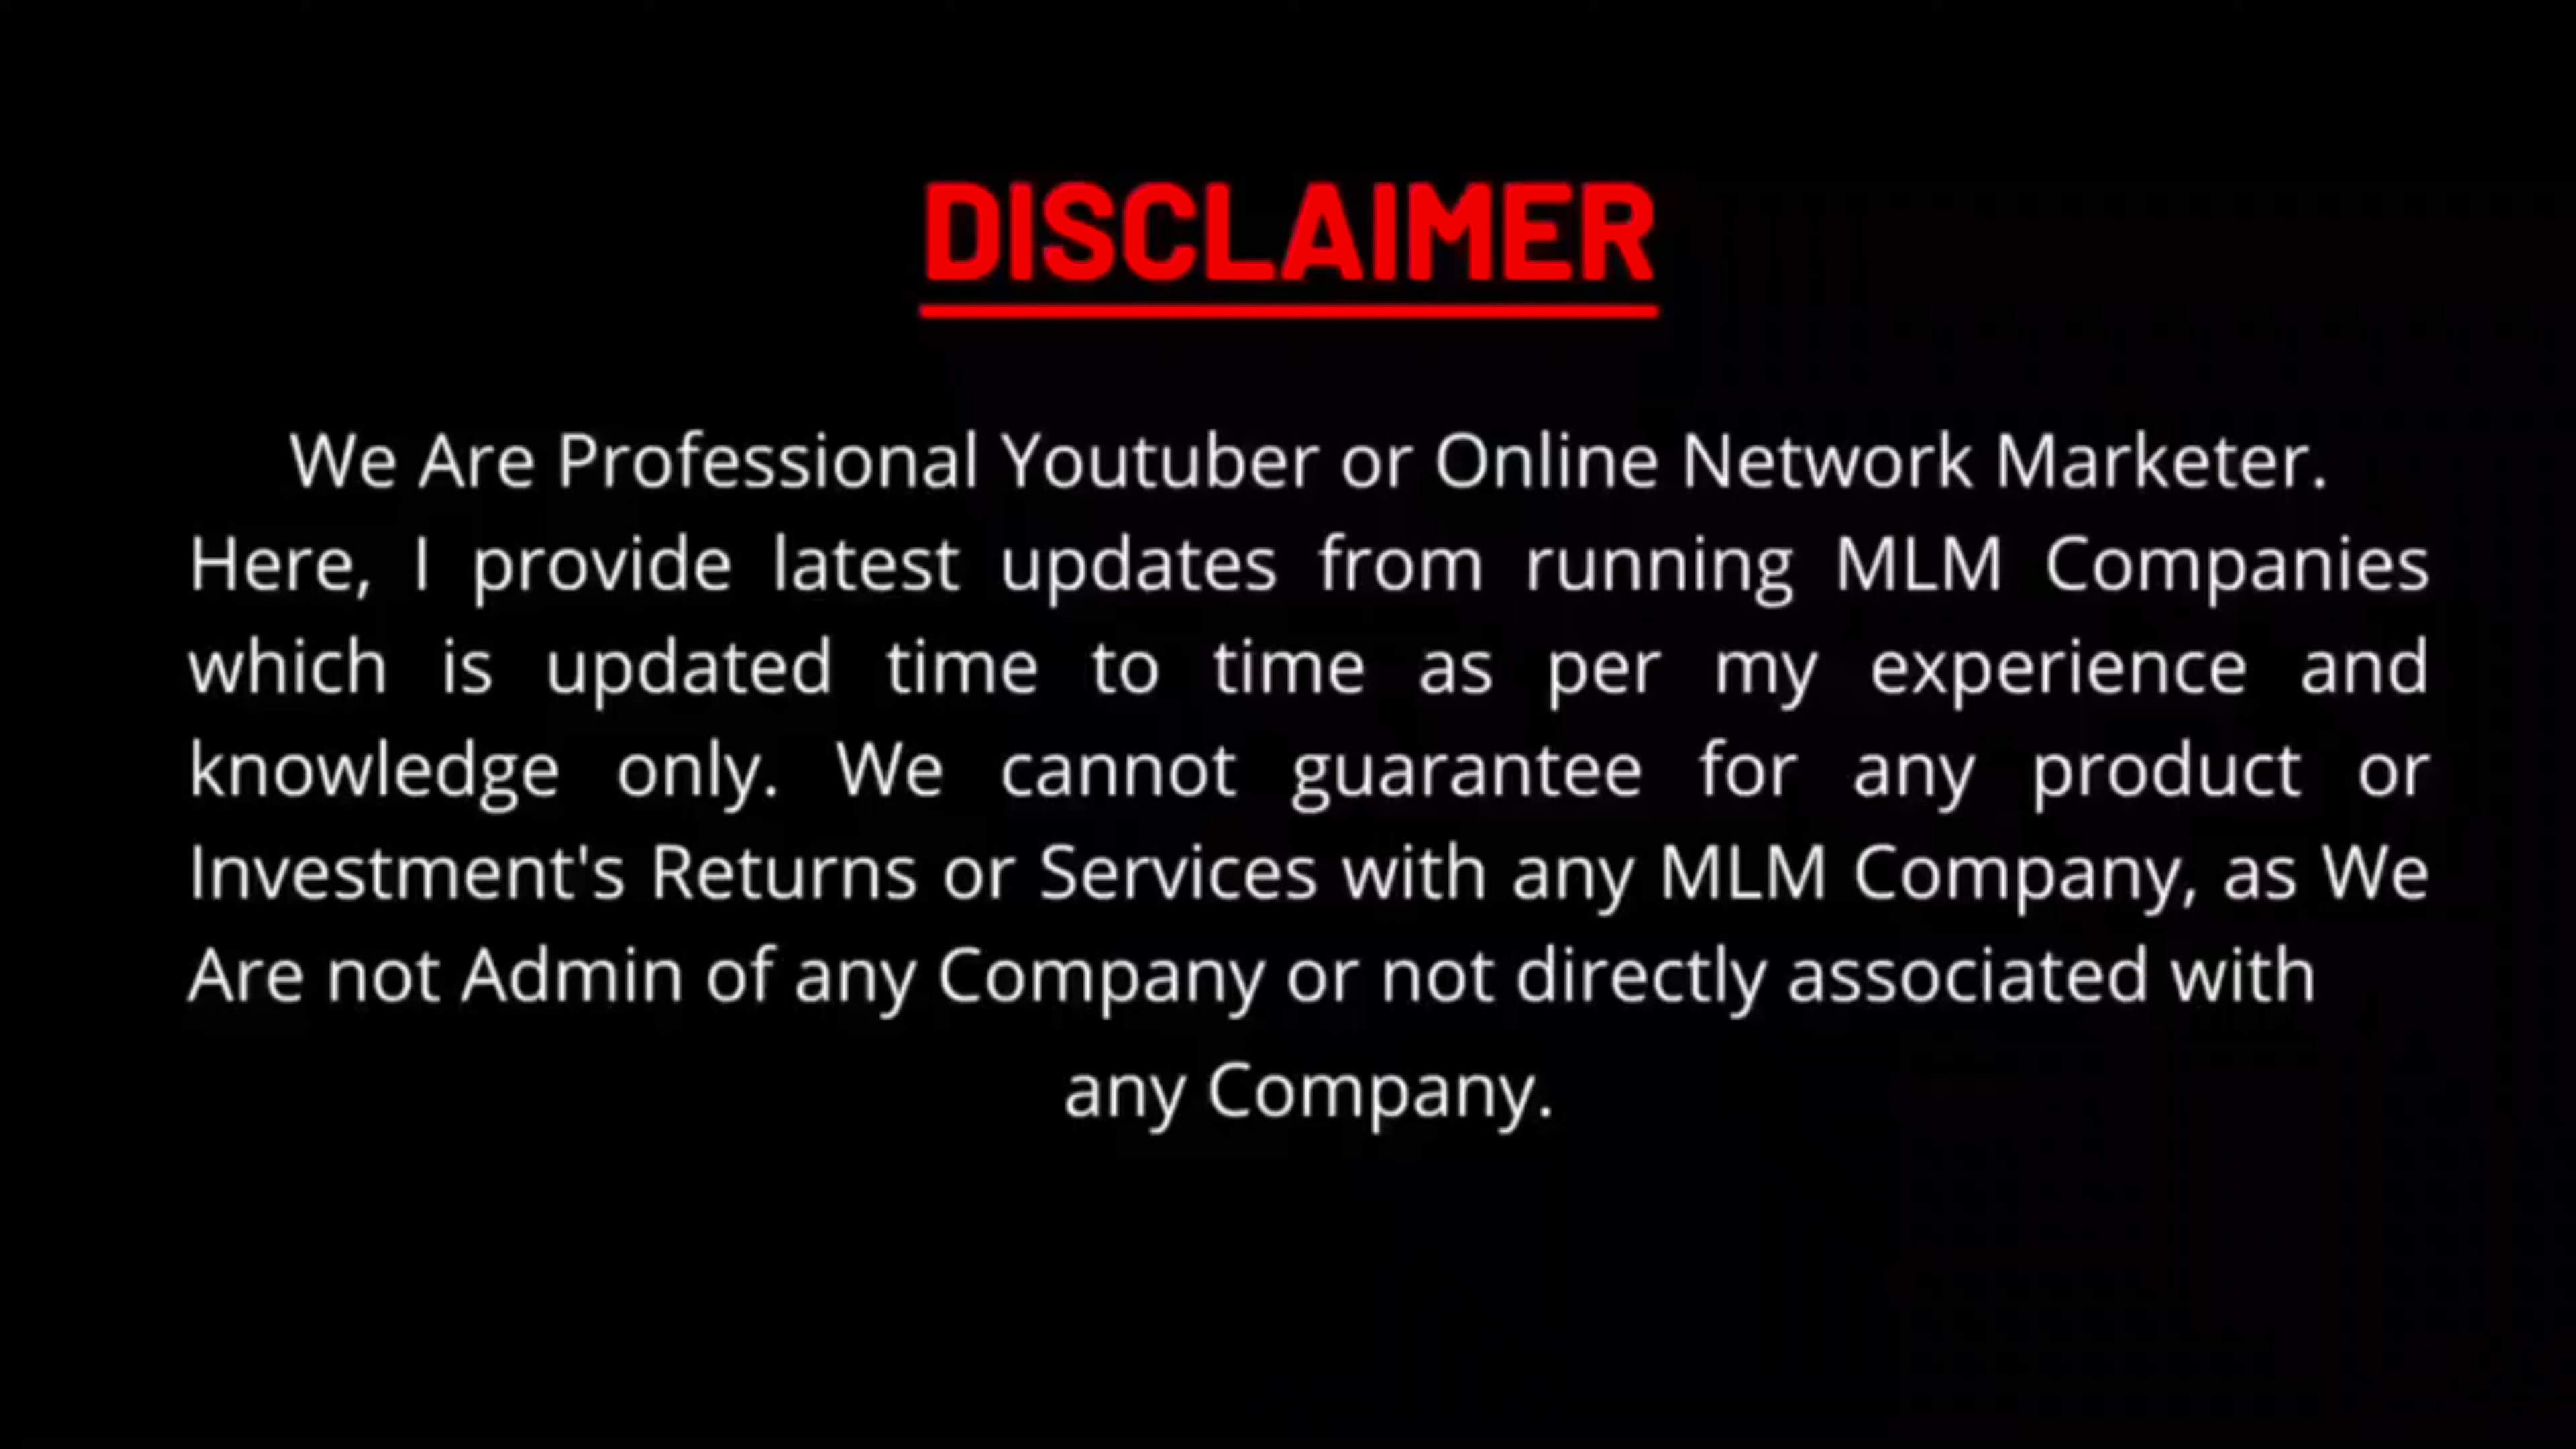 DISCLAIMER
We Are Professional Youtuber or Online Network Marketer.
Here, I provide latest updates from running MLM Companies
which is updated time to time as per my experience and
knowledge only. We cannot guarantee for any product or
Investment's Returns or Services with any MLM Company, as We
Are not Admin of any Company or not directly associated with
any Company.